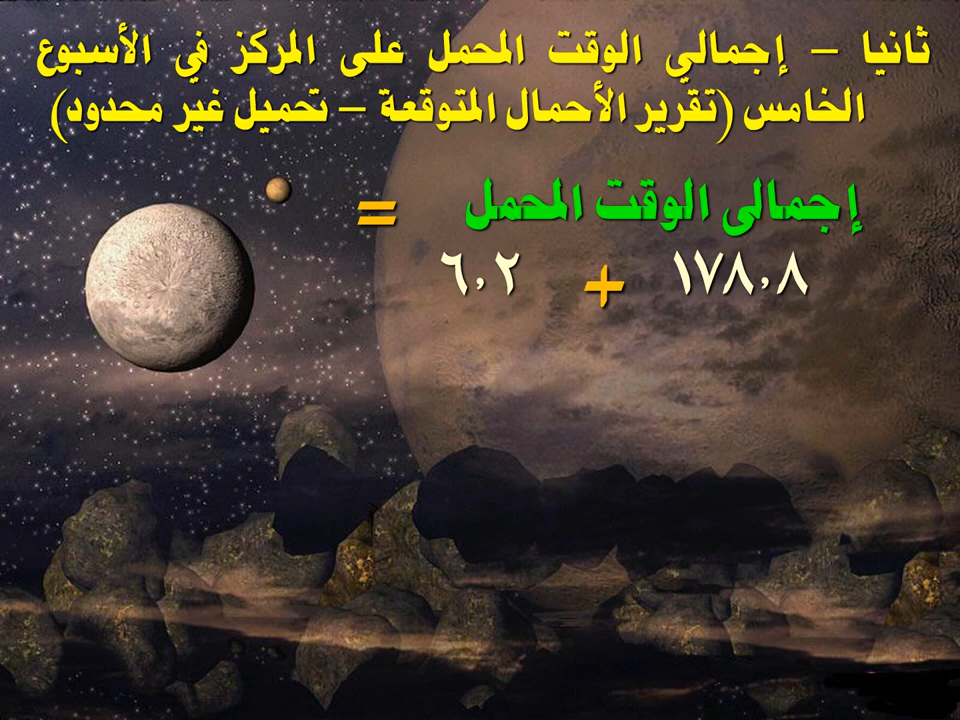 ثانيا – إجمالي الوقت المحمل على المركز في الأسبوع
الخامس (تقرير الأحمال المتوقعة – تحميل غير محدود)
إجمالى الوقت المحمل =
١٧٨,٨ + ٦,٢